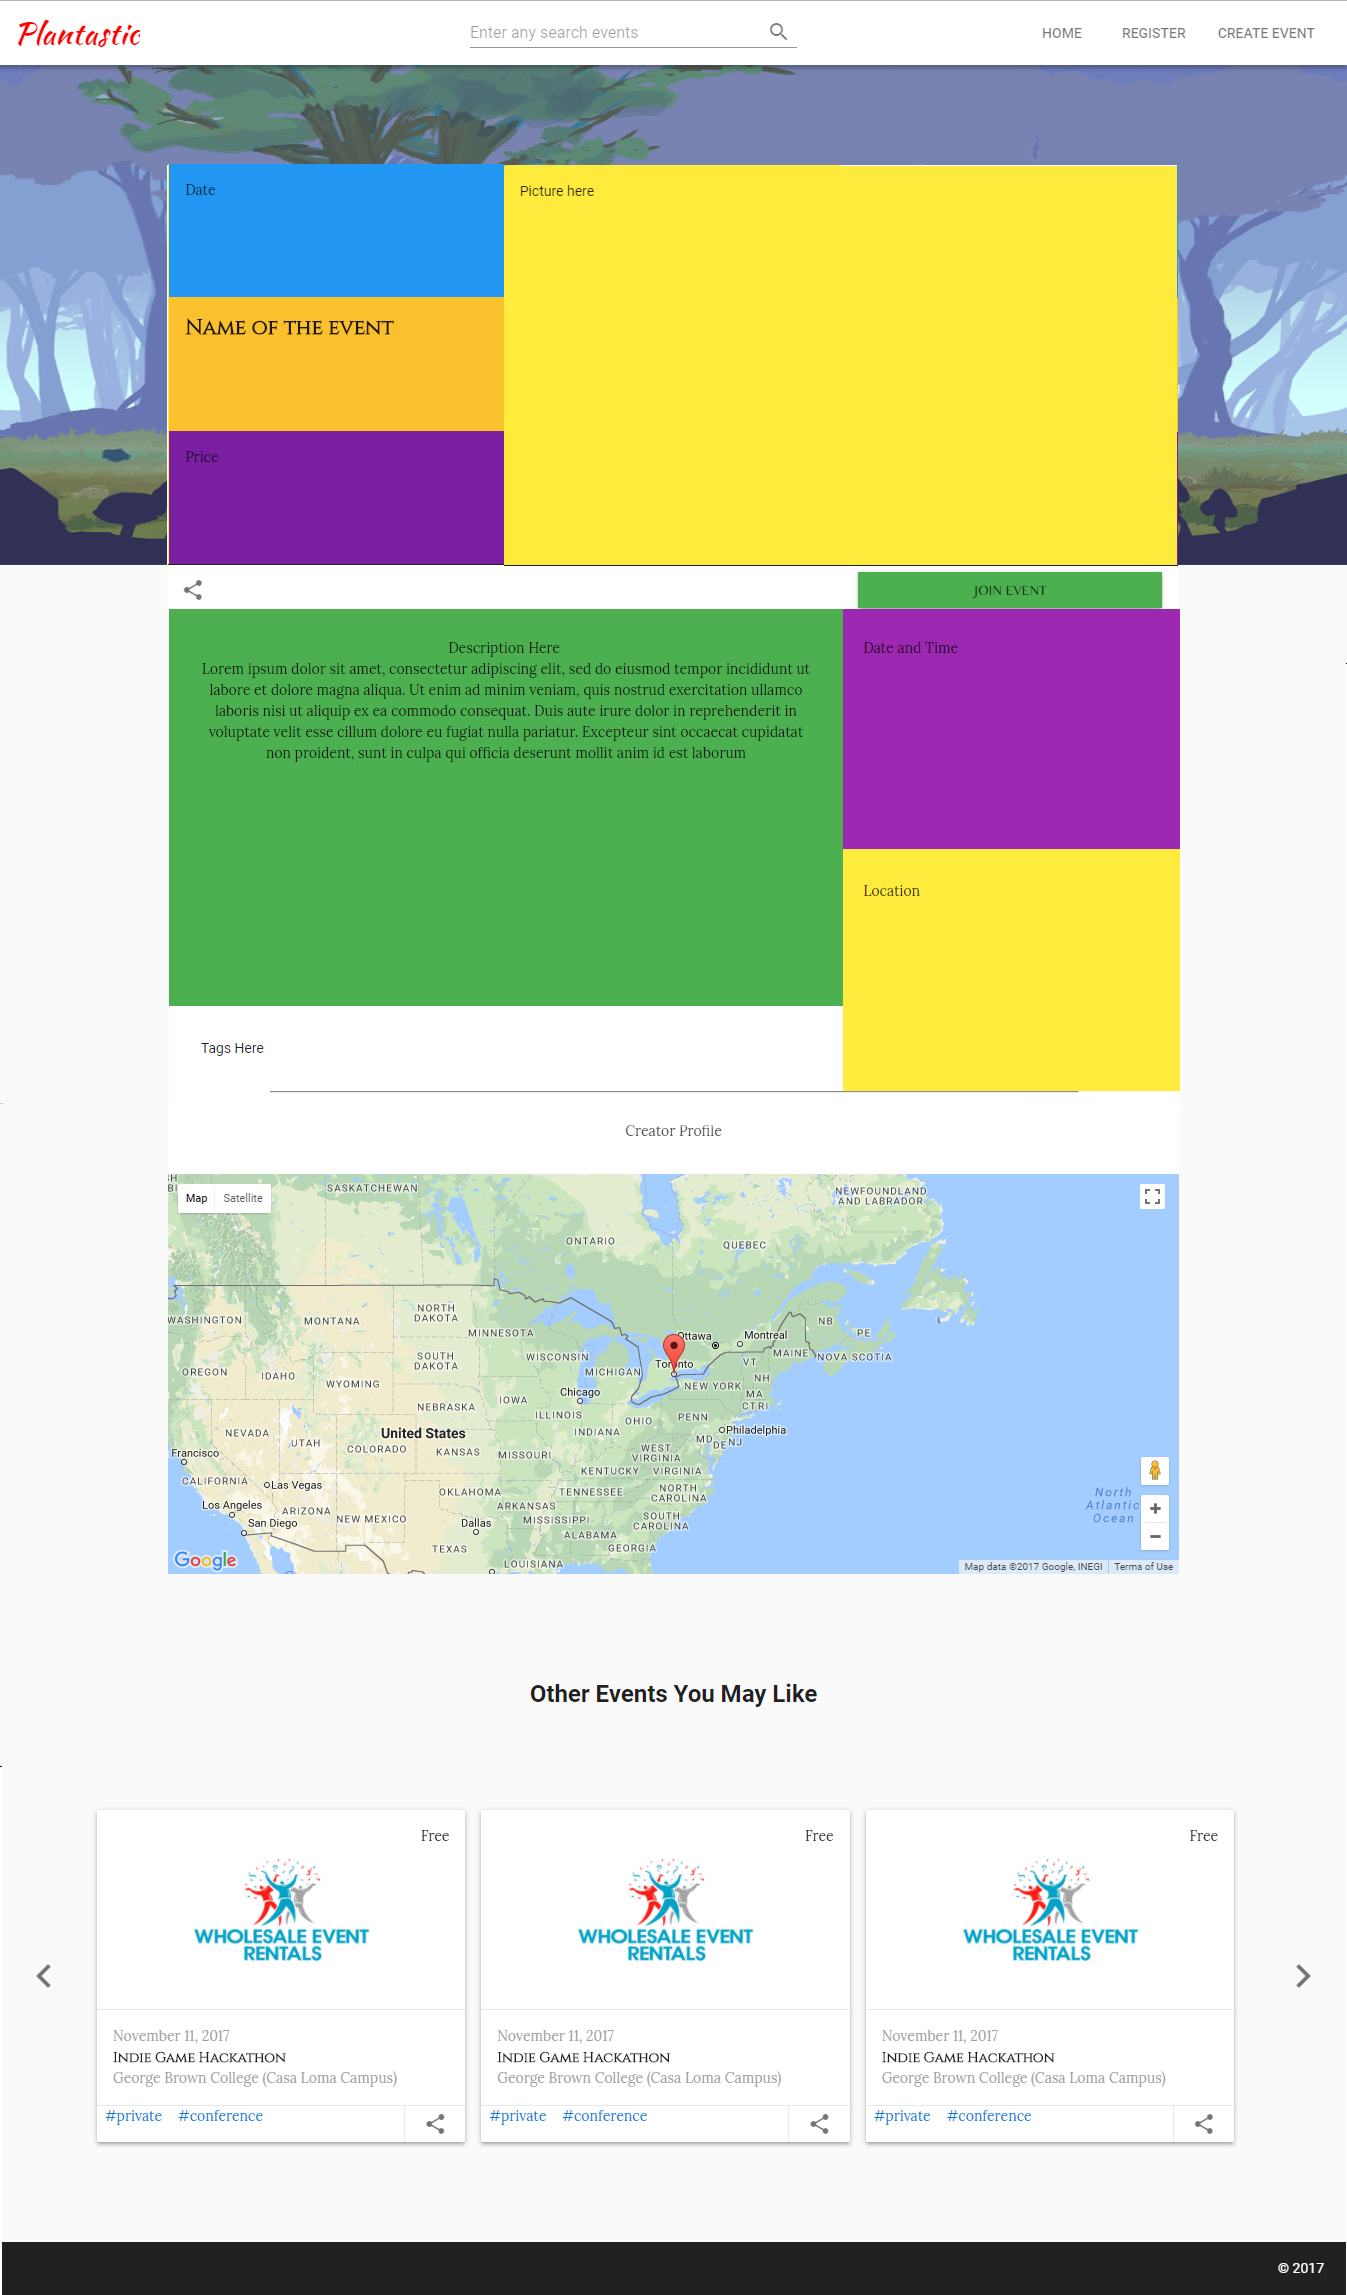 Plantastic
Enter any search events
HOME
REGISTER
CREATE EVENT
Date
Picture here
Name of the event
Price
JOIN EVENT
Description Here
Lorem ipsum dolor sit amet, consectetur adipiscing elit, sed do eiusmod tempor incididunt ut
labore et dolore magna aliqua. Ut enim ad minim veniam, quis nostrud exercitation ullamco
laboris nisi ut aliquip ex ea commodo consequat. Duis aute irure dolor in reprehenderit in
voluptate velit esse cillum dolore eu fugiat nulla pariatur. Excepteur sint occaecat cupidatat
non proident, sunt in culpa qui officia deserunt mollit anim id est laborum
Date and Time
Location
Tags Here
Creator Profile
Map
Satellite
SASKATCHEWAN
NEWFOUNDLAND
AND LABRADOR
ONTARIO
QUEBEC
WASHINGTON
MONTANA
NORTH
DAKOTA
MINNESOTA
Ottawa
Montreal
NB
PE
OREGON
IDAHO
WYOMING
SOUTH
DAKOTA
WISCONSIN
MICHIGAN
Toronto
VT
MAINE
NOVA SCOTIA
NH
NEW YORK
MA
CT RI
Chicago
NEBRASKA
IOWA
ILLINOIS
INDIANA
OHIO
PENN
Philadelphia
NEVADA
UTAH
COLORADO
United States
KANSAS
MISSOURI
WEST
VIRGINIA
MD
DE
NJ
Francisco
CALIFORNIA
Las Vegas
KENTUCKY
VIRGINIA
Los Angeles
San Diego
ARIZONA
NEW MEXICO
OKLAHOMA
ARKANSAS
TENNESSEE
NORTH
CAROLINA
Dallas
MISSISSIPPI
ALABAMA
SOUTH
CAROLINA
TEXAS
LOUISIANA
GEORGIA
North
Atlantic
Ocean
Google
Map data ©2017 Google, INEGI
Terms of Use
Other Events You May Like
Free
WHOLESALE EVENT
RENTALS
November 11, 2017
Indie Game Hackathon
George Brown College (Casa Loma Campus)
#private #conference
Free
WHOLESALE EVENT
RENTALS
November 11, 2017
Indie Game Hackathon
George Brown College (Casa Loma Campus)
#private #conference
Free
WHOLESALE EVENT
RENTALS
November 11, 2017
Indie Game Hackathon
George Brown College (Casa Loma Campus)
#private #conference
© 2017